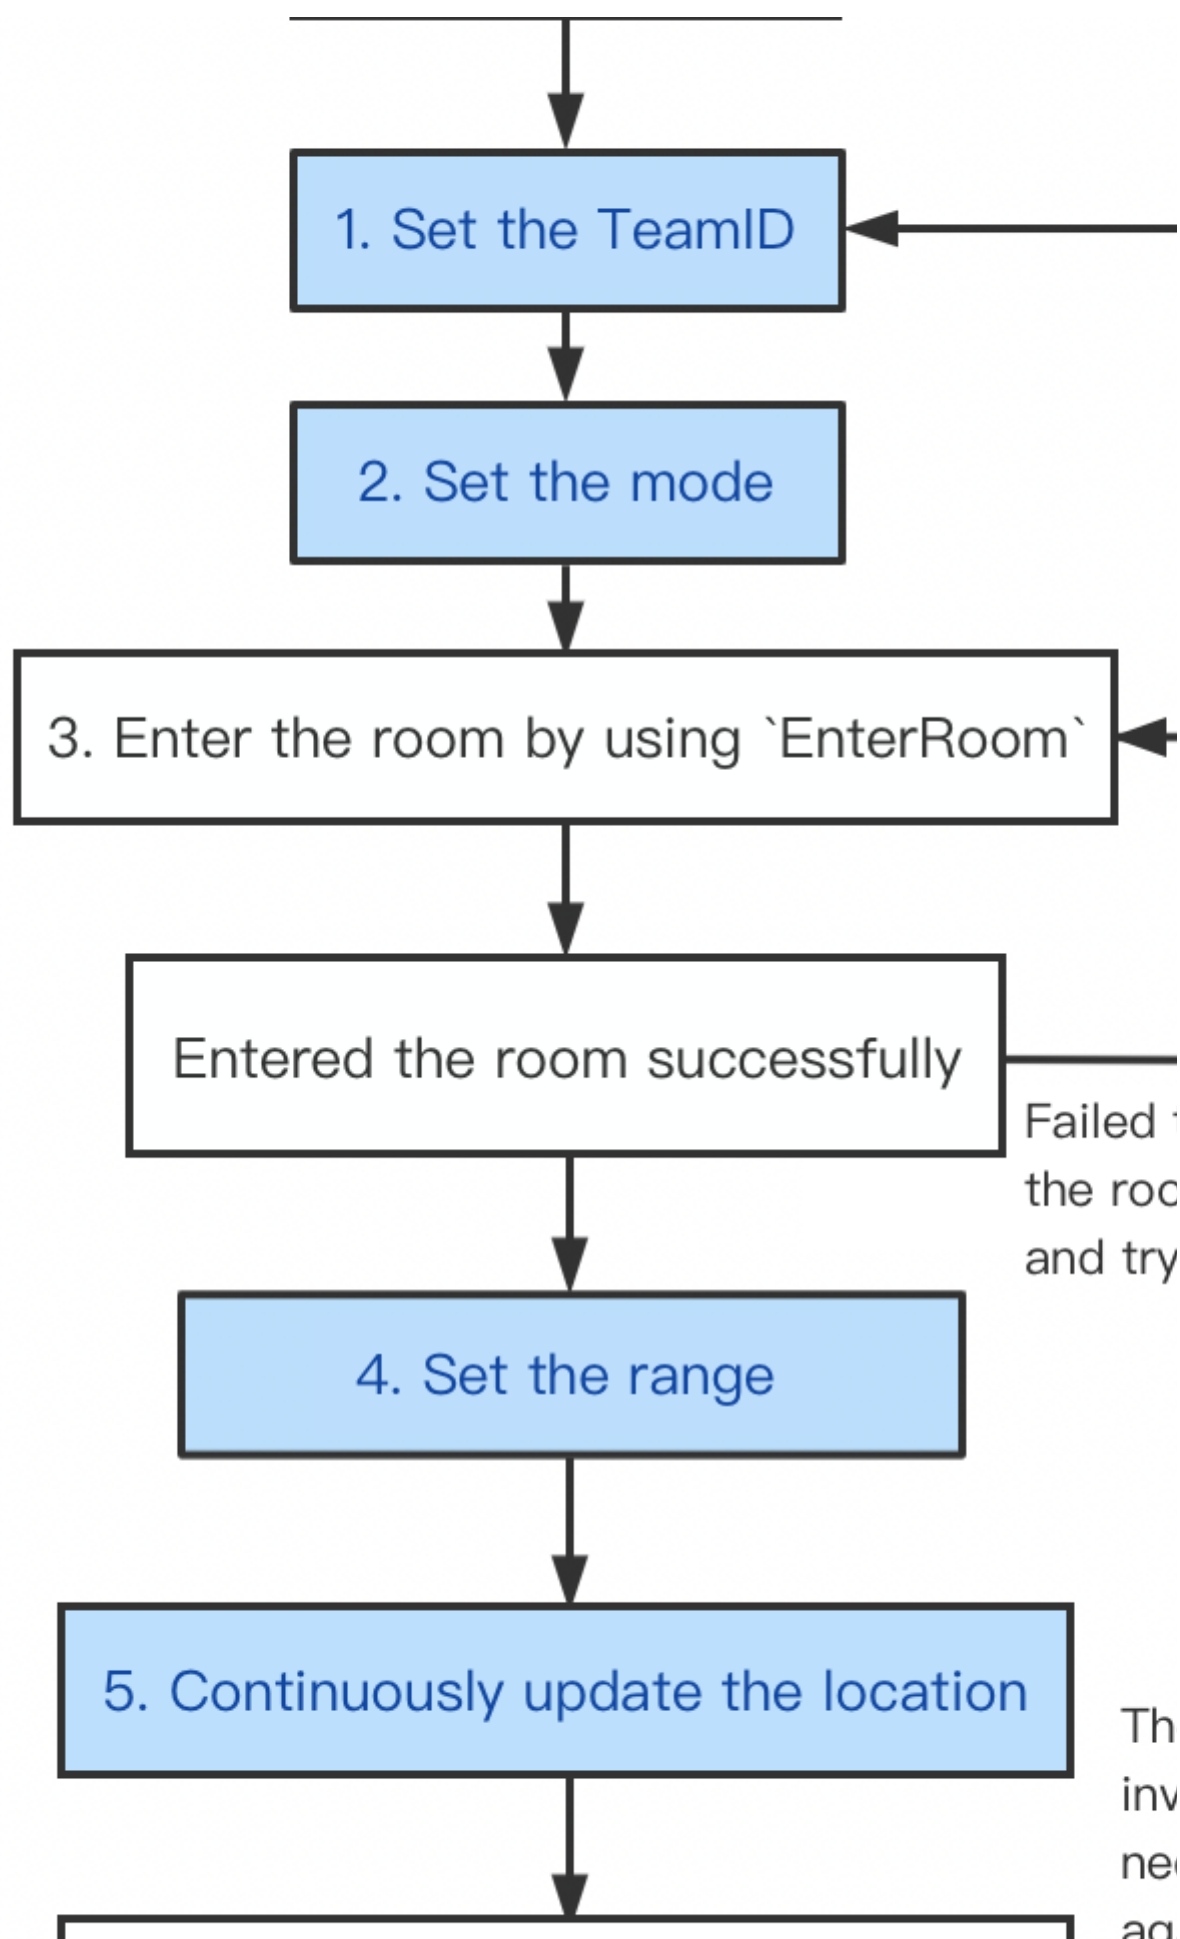 1. Set the TeamID
2. Set the mode
3. Enter the room by using `EnterRoom`
Entered the room successfully
Failed
the
and try
4. Set the range
5. Continuously update the location